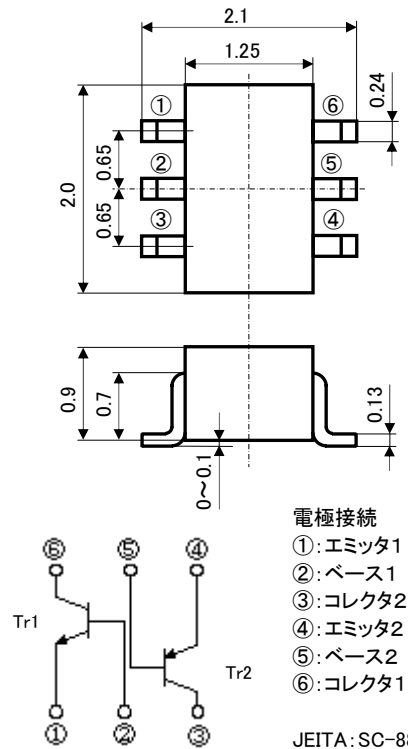 2.1
1.25
① ⑥
0.24
0.65
② ⑤
2.0
0.65
③ ④
0.9
0.7
0.13
0~0.1
電極接続
①:エミッタ1
②:ベース1
③:コレクタ2
④:エミッタ2
⑤:ベース2
⑥:コレクタ1
⑥ ⑤ ④
Tr1
Tr2
① ② ③
JEITA:SC-88